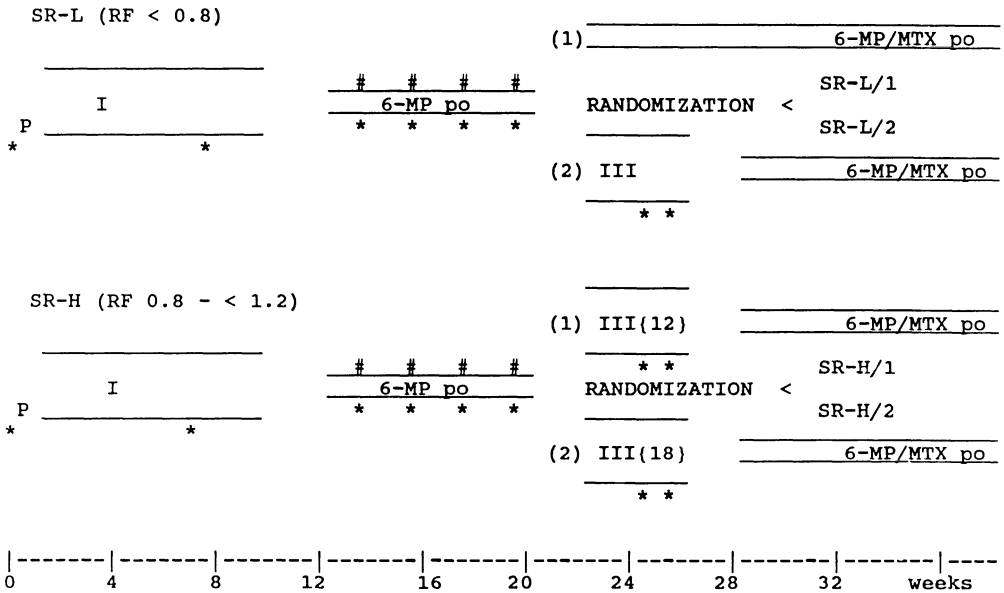 SR-L (RF < 0.8)
(1) 6-MP/MTX po
# # # #
SR-L/1
I
6-MP po
RANDOMIZATION <
P
* * * *
SR-L/2
* *
(2) III
6-MP/MTX po
* *
SR-H (RF 0.8 - < 1.2)
(1) III{12}
6-MP/MTX po
# # # #
* *
SR-H/1
I
6-MP po
RANDOMIZATION <
P
* * * *
SR-H/2
* *
(2) III{18}
6-MP/MTX po
* *
0 4 8 12 16 20 24 28 32 weeks